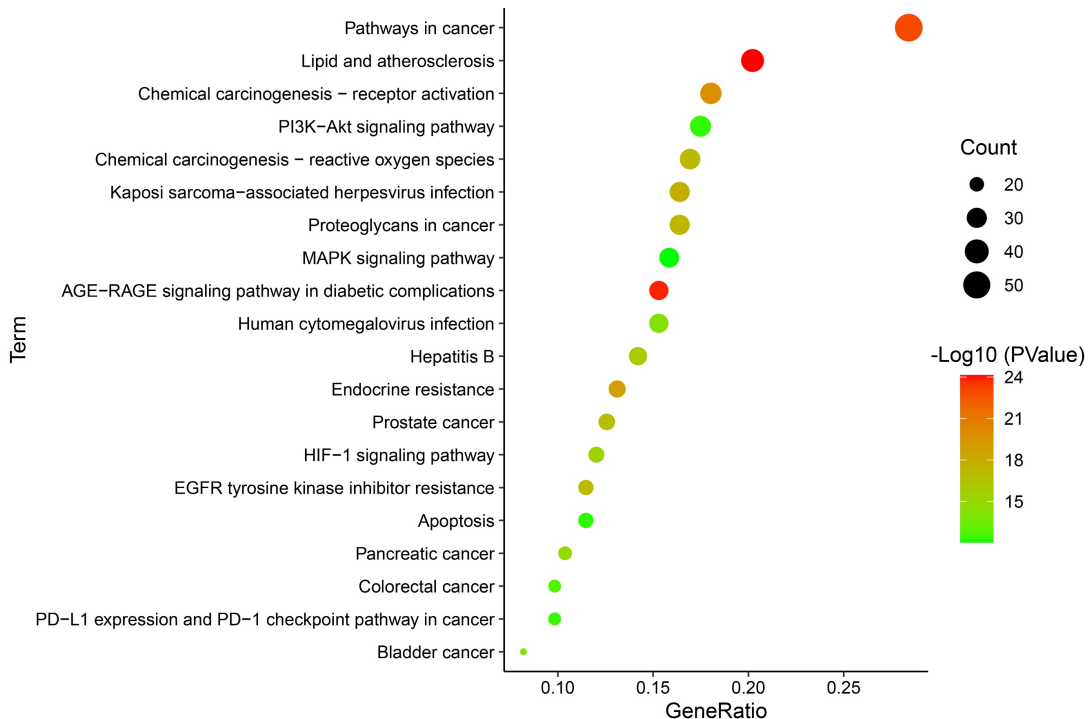 Pathways in cancer
Lipid and atherosclerosis
Chemical carcinogenesis − receptor activation
PI3K−Akt signaling pathway
Chemical carcinogenesis − reactive oxygen species
Kaposi sarcoma−associated herpesvirus infection
Proteoglycans in cancer
MAPK signaling pathway
AGE−RAGE signaling pathway in diabetic complications
Human cytomegalovirus infection
Hepatitis B
Endocrine resistance
Prostate cancer
HIF−1 signaling pathway
EGFR tyrosine kinase inhibitor resistance
Apoptosis
Pancreatic cancer
Colorectal cancer
PD−L1 expression and PD−1 checkpoint pathway in cancer
Bladder cancer
Term
0.10 0.15 0.20 0.25
GeneRatio
Count
20
30
40
50
-Log10 (PValue)
24
21
18
15